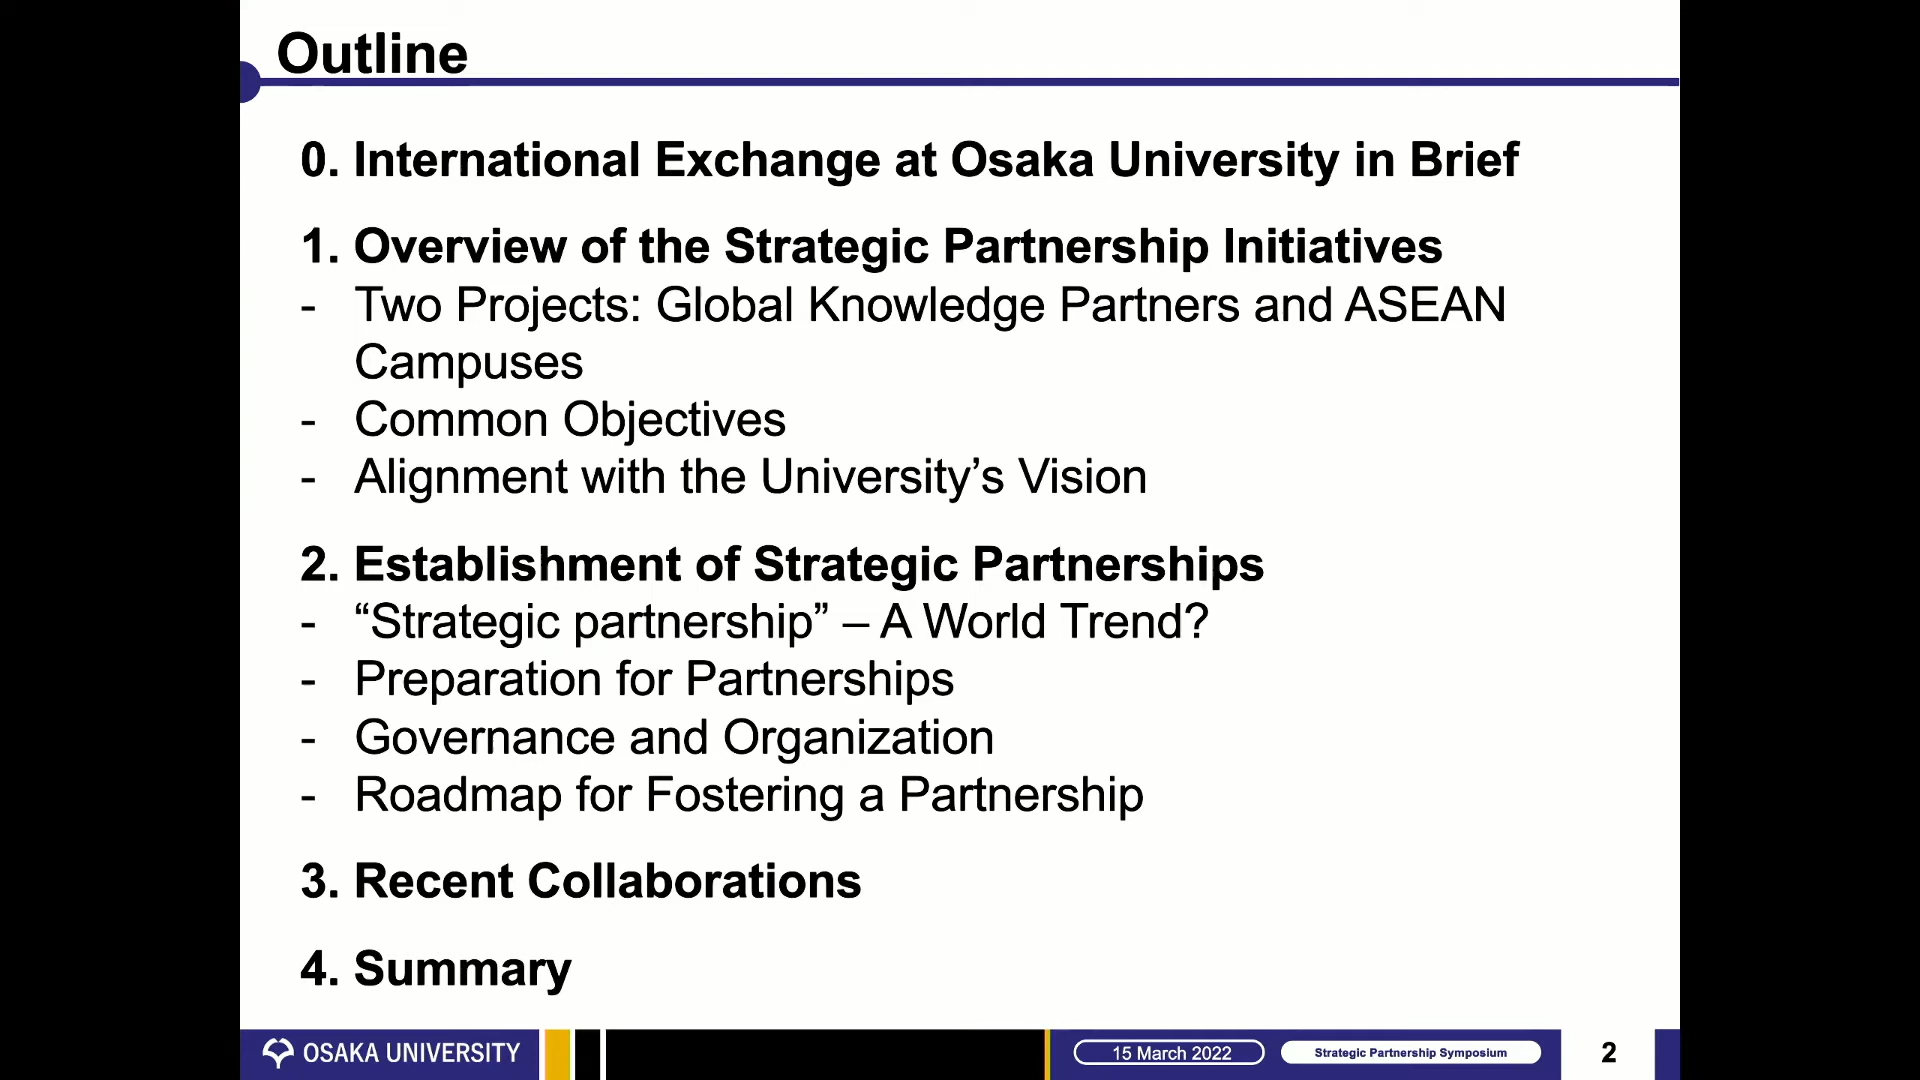 Outline
0. International Exchange at Osaka University in Brief
1. Overview of the Strategic Partnership Initiatives
- Two Projects: Global Knowledge Partners and ASEAN
Campuses
- Common Objectives
- Alignment with the University’s Vision
2. Establishment of Strategic Partnerships
- “Strategic partnership” – A World Trend?
- Preparation for Partnerships
- Governance and Organization
- Roadmap for Fostering a Partnership
3. Recent Collaborations
4. Summary
OSAKA UNIVERSITY
15 March 2022
Strategic Partnership Symposium
2